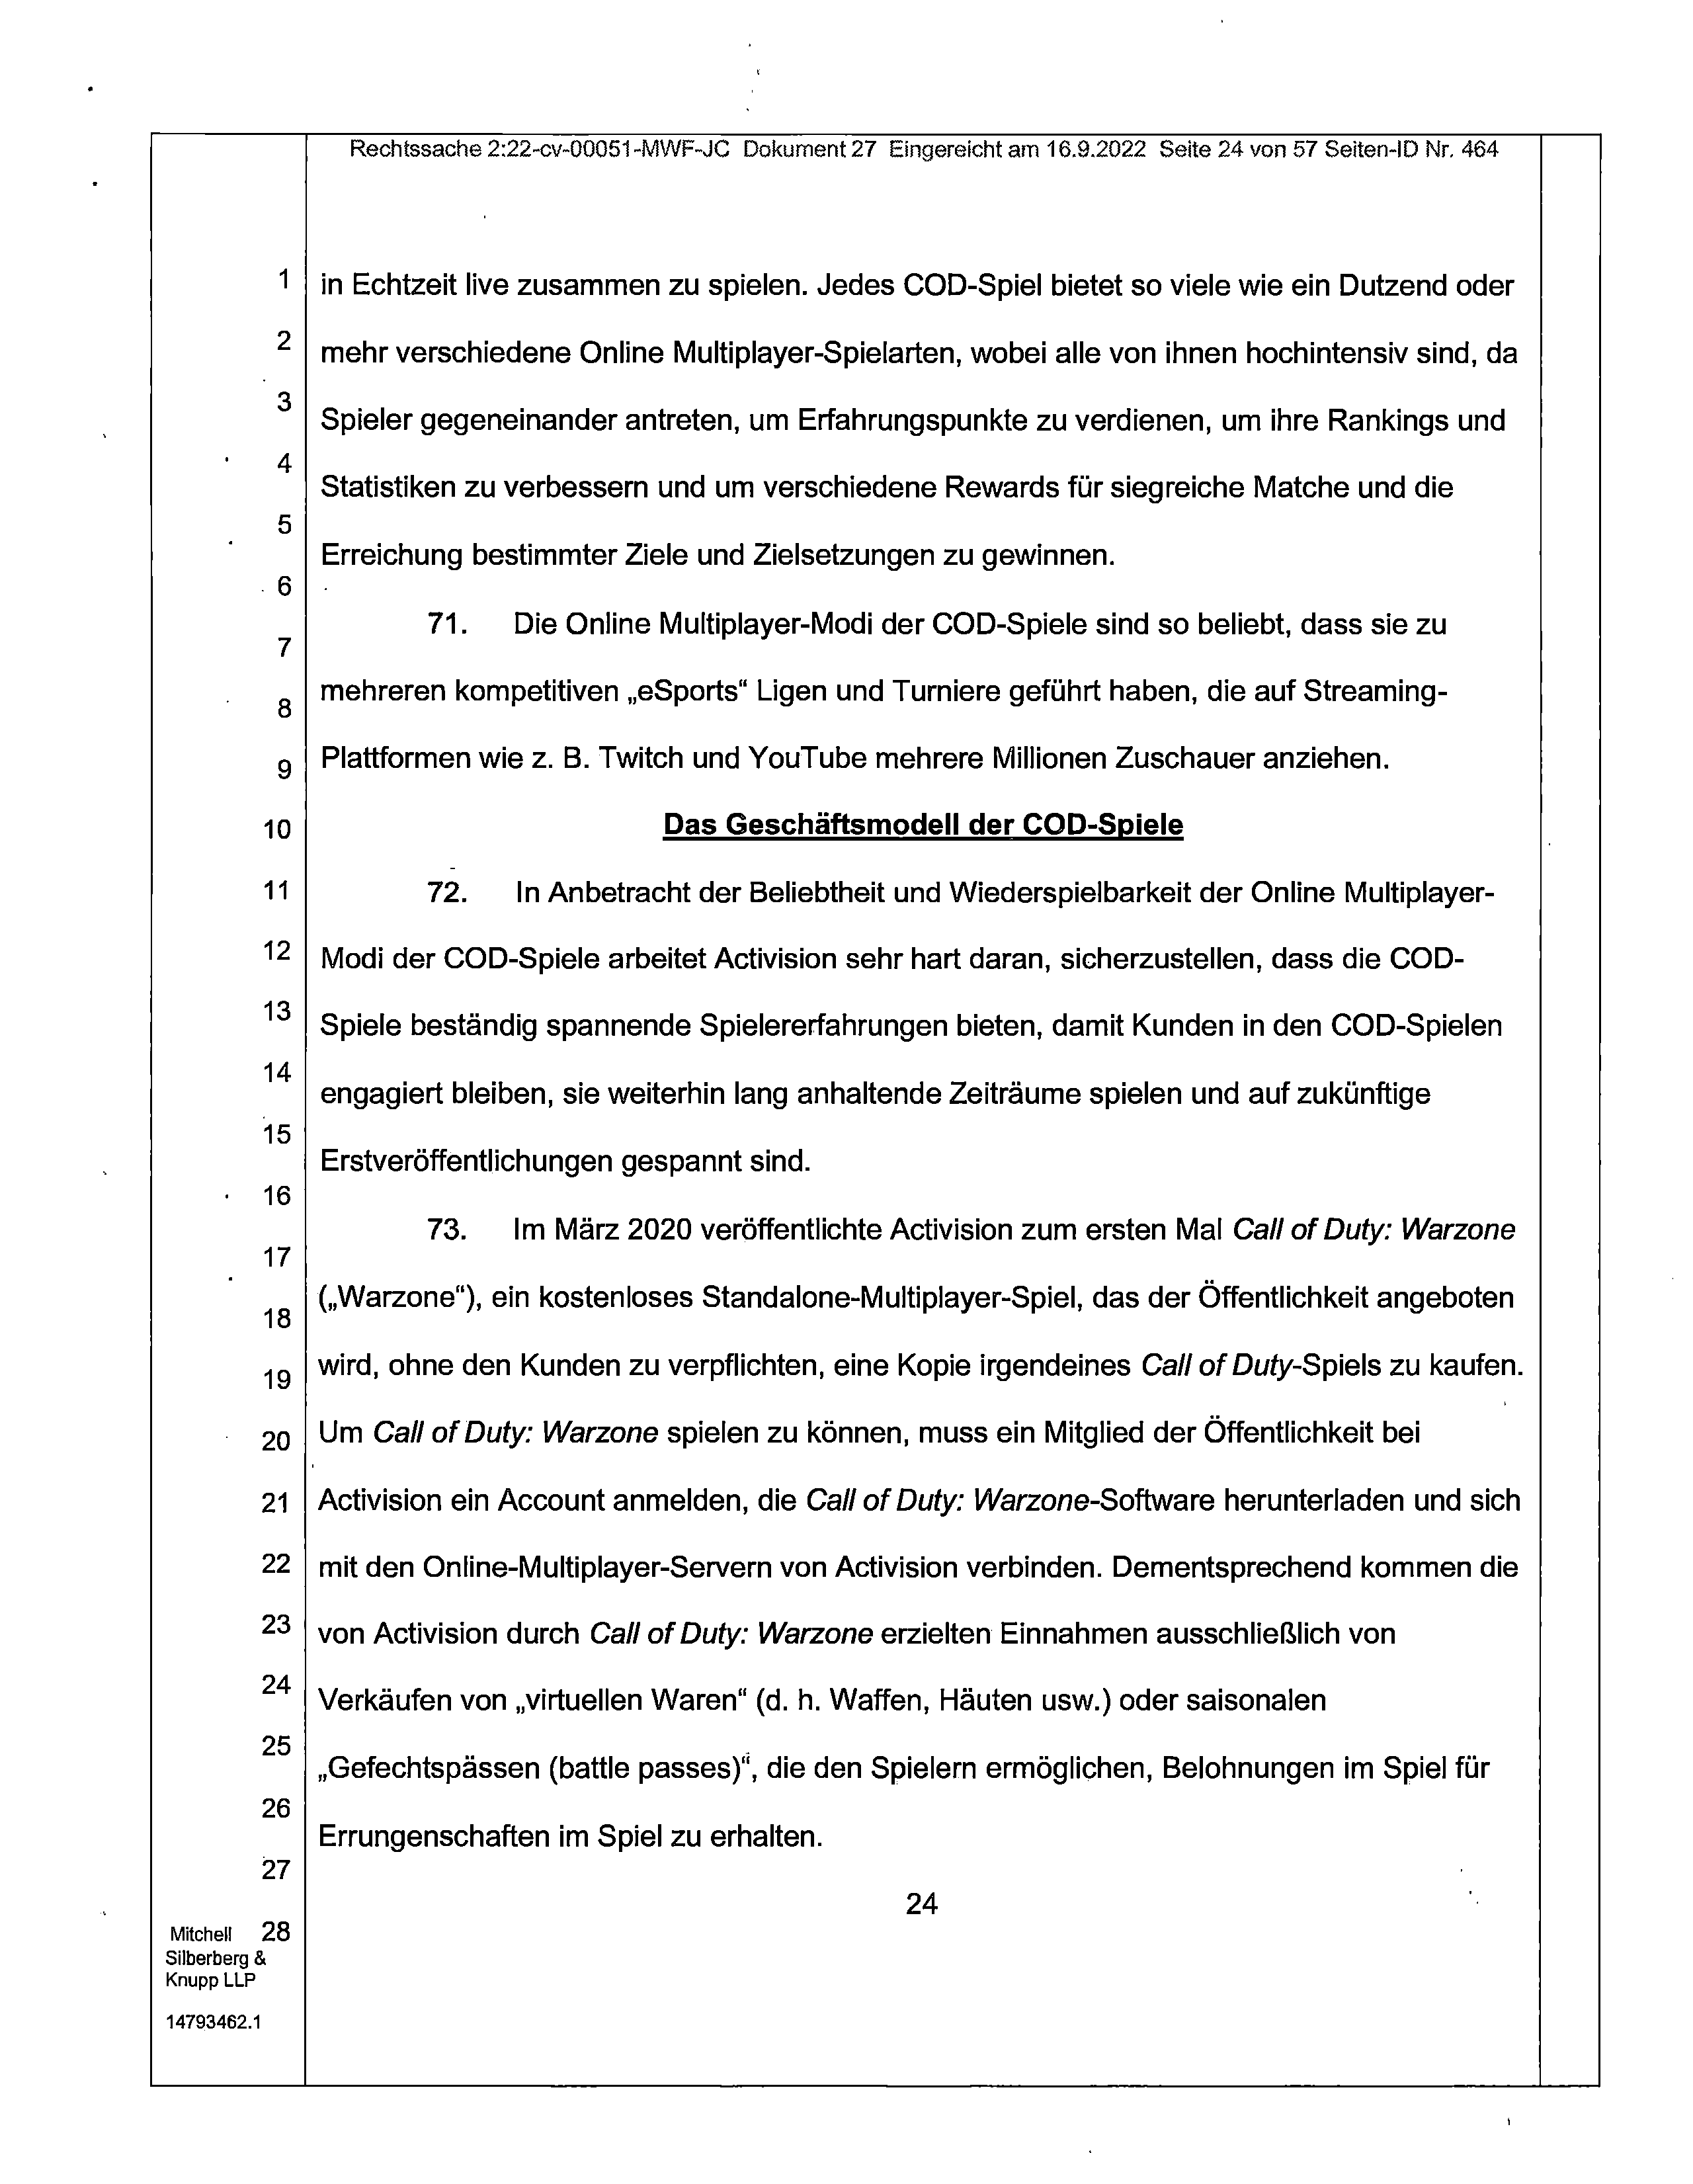 Rechtssache 2:22-cv-00051-MWF-JC Dokument 27 Eingereicht am 16.9.2022 Seite 24 von 57 Seiten-ID Nr. 464
1 in Echtzeit live zusammen zu spielen. Jedes COD-Spiel bietet so viele wie ein Dutzend oder
2 mehr verschiedene Online Multiplayer-Spielarten, wobei alle von ihnen hochintensiv sind, da
3 Spieler gegeneinander antreten, um Erfahrungspunkte zu verdienen, um ihre Rankings und
4 Statistiken zu verbessern und um verschiedene Rewards für siegreiche Matche und die
5 Erreichung bestimmter Ziele und Zielsetzungen zu gewinnen.
6
7 71. Die Online Multiplayer-Modi der COD-Spiele sind so beliebt, dass sie zu
8 mehreren kompetitiven „eSports“ Ligen und Turniere geführt haben, die auf Streaming-
9 Plattformen wie z. B. Twitch und YouTube mehrere Millionen Zuschauer anziehen.
10 Das Geschäftsmodell der COD-Spiele
11 72. In Anbetracht der Beliebtheit und Wiederspielbarkeit der Online Multiplayer-
12 Modi der COD-Spiele arbeitet Activision sehr hart daran, sicherzustellen, dass die COD-
13 Spiele beständig spannende Spielererfahrungen bieten, damit Kunden in den COD-Spielen
14 engagiert bleiben, sie weiterhin lang anhaltende Zeiträume spielen und auf zukünftige
15 Erstveröffentlichungen gespannt sind.
16
17 73. Im März 2020 veröffentlichte Activision zum ersten Mal Call of Duty: Warzone
18 („Warzone“), ein kostenloses Standalone-Multiplayer-Spiel, das der Öffentlichkeit angeboten
19 wird, ohne den Kunden zu verpflichten, eine Kopie irgendeines Call of Duty-Spiels zu kaufen.
20 Um Call of Duty: Warzone spielen zu können, muss ein Mitglied der Öffentlichkeit bei
21 Activision ein Account anmelden, die Call of Duty: Warzone-Software herunterladen und sich
22 mit den Online-Multiplayer-Servern von Activision verbinden. Dementsprechend kommen die
23 von Activision durch Call of Duty: Warzone erzielten Einnahmen ausschließlich von
24 Verkäufen von „virtuellen Waren“ (d. h. Waffen, Häuten usw.) oder saisonalen
25 „Gefechtspässen (battle passes)“, die den Spielern ermöglichen, Belohnungen im Spiel für
26 Errungenschaften im Spiel zu erhalten.
27
24
Mitchell 28
Silberberg &
Knupp LLP
14793462.1